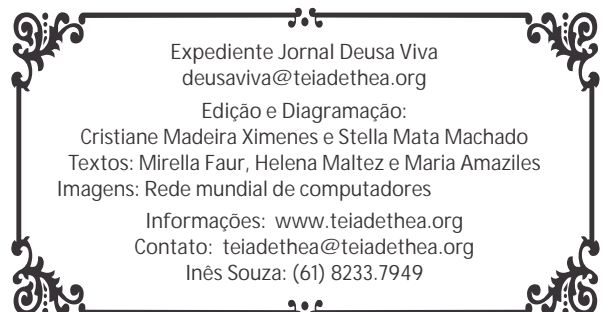 Expediente Jornal Deusa Viva
deusaviva@teiadethea.org
Edição e Diagramação:
Cristiane Madeira Ximenes e Stella Mata Machado
Textos: Mirella Faur, Helena Maltez e Maria Amaziles
Imagens: Rede mundial de computadores
Informações: www.teiadethea.org
Contato: teiadethea@teiadethea.org
Inês Souza: (61) 8233.7949